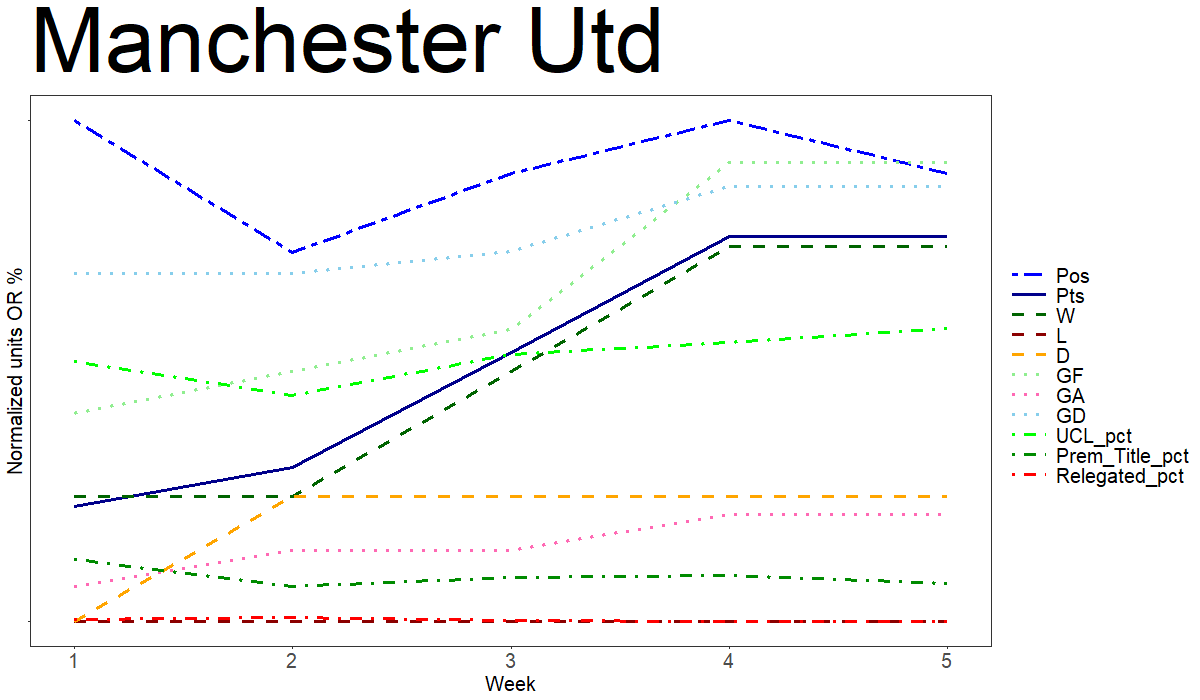 Manchester Utd
Normalized units OR %
Pos
Pts
W
L
D
GF
GA
GD
UCL_pct
Prem_Title_pct
Relegated_pct
1 2 3 4 5
Week